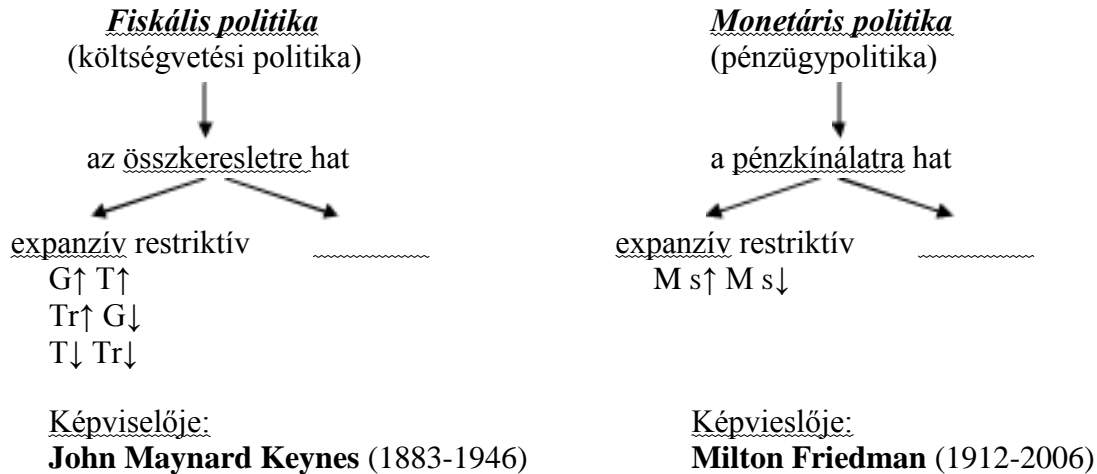 Fiskális politika
(költségvetési politika)
az összkeresletre hat
expanzív restriktív
G↑ T↑
Tr↑ G↓
T↓ Tr↓
Képviselője:
John Maynard Keynes (1883-1946)
Monetáris politika
(pénzügypolitika)
a pénzkínálatra hat
expanzív restriktív
M s↑ M s↓
Képvieslője:
Milton Friedman (1912-2006)